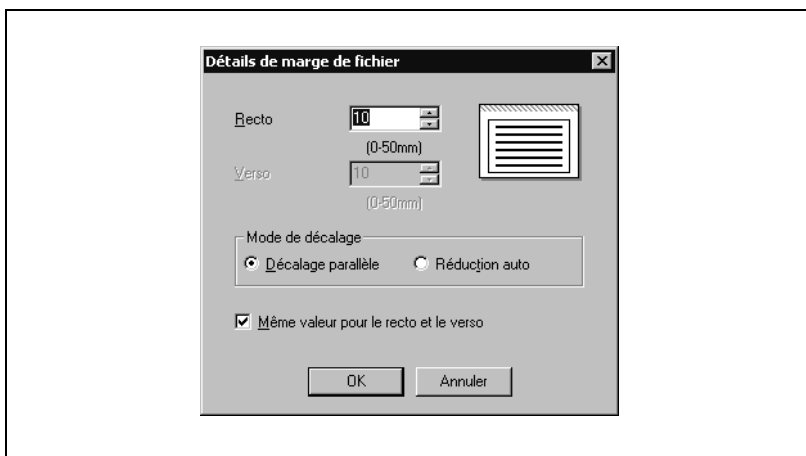 Détails de marge de fichier
Recto 10
(0-50mm)
Verso 10
(0-50mm)
Mode de décalage
Décalage parallèle Réduction auto
Même valeur pour le recto et le verso
OK Annuler